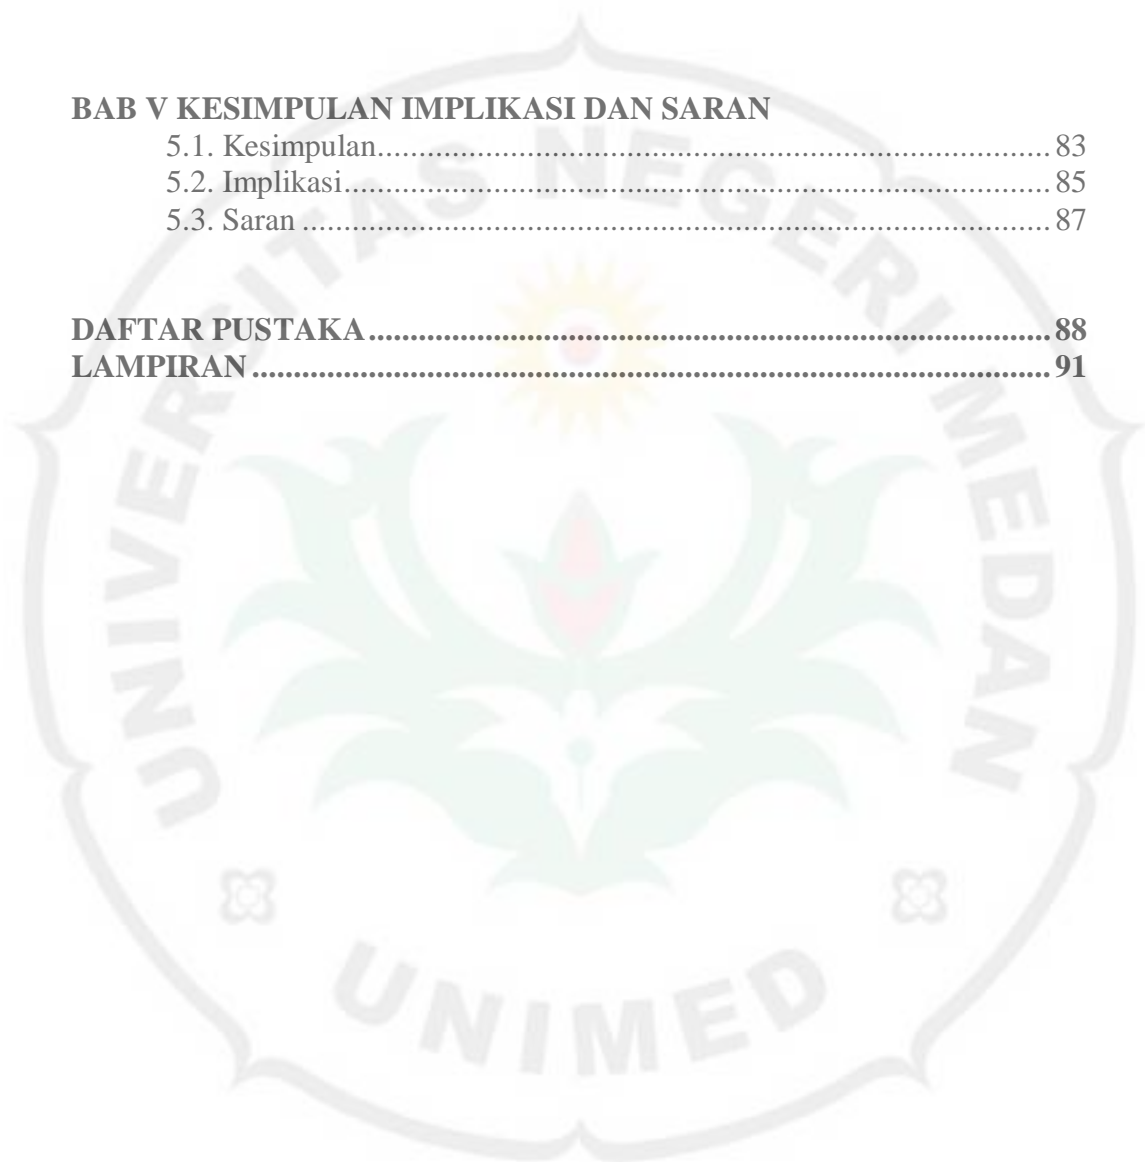 BAB V KESIMPULAN IMPLIKASI DAN SARAN
5.1. Kesimpulan.................................................................................. 83
5.2. Implikasi...................................................................................... 85
5.3. Saran ........................................................................................... 87
DAFTAR PUSTAKA.................................................................................. 88
LAMPIRAN................................................................................................ 91
UNIVERSITAS NEGERI MEDAN
UNIMED